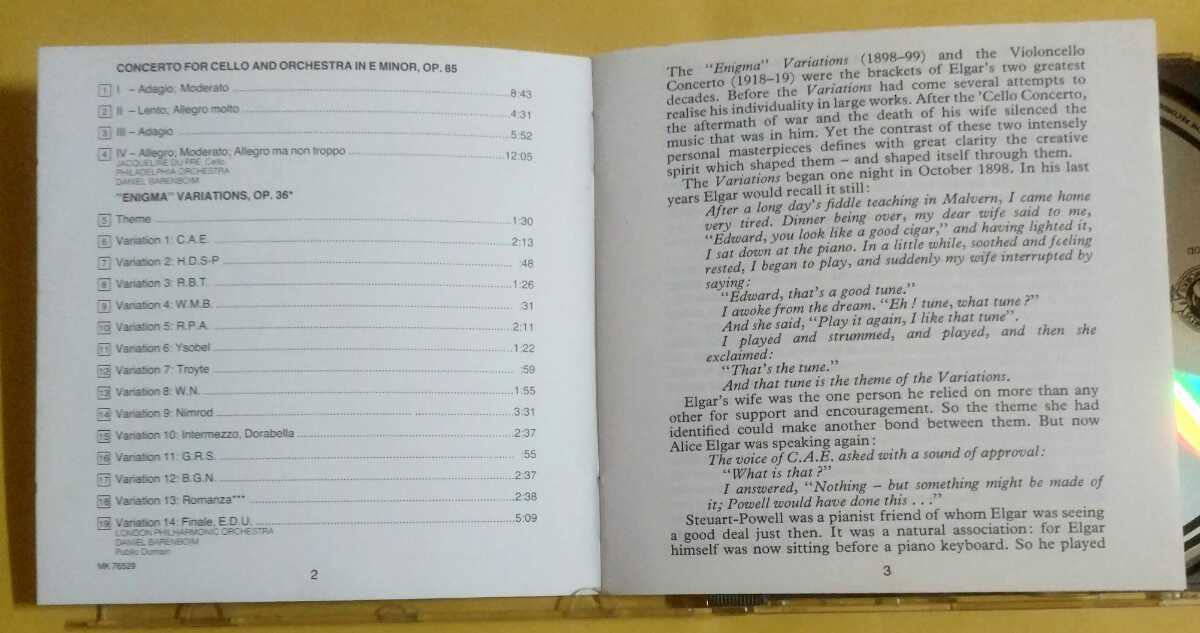 CONCERTO FOR CELLO AND ORCHESTRA IN E MINOR, OP. 85
1 I – Adagio; Moderato 8:43
2 II – Lento; Allegro molto 4:31
3 III – Adagio 5:52
4 IV – Allegro; Moderato; Allegro ma non troppo 12:05
JACQUELINE DU PRÉ, Cello
PHILADELPHIA ORCHESTRA
DANIEL BARENBOIM
"ENIGMA" VARIATIONS, OP. 36*
5 Theme 1:30
6 Variation 1: C.A.E. 2:13
7 Variation 2: H.D.S-P :48
8 Variation 3: R.B.T. 1:26
9 Variation 4: W.M.B. :31
10 Variation 5: R.P.A. 2:11
11 Variation 6: Ysobel 1:22
12 Variation 7: Troyte :59
13 Variation 8: W.N. 1:55
14 Variation 9: Nimrod 3:31
15 Variation 10: Intermezzo, Dorabella 2:37
16 Variation 11: G.R.S. :55
17 Variation 12: B.G.N. 2:37
18 Variation 13: Romanza*** 2:38
19 Variation 14: Finale, E.D.U. 5:09
LONDON PHILHARMONIC ORCHESTRA
DANIEL BARENBOIM
Public Domain
MK 76529
2
The "Enigma" Variations (1898-99) and the Violoncello
Concerto (1918-19) were the brackets of Elgar's two greatest
decades. Before the Variations had come several attempts to
realise his individuality in large works. After the 'Cello Concerto,
the aftermath of war and the death of his wife silenced the
music that was in him. Yet the contrast of these two intensely
personal masterpieces defines with great clarity the creative
spirit which shaped them – and shaped itself through them.
The Variations began one night in October 1898. In his last
years Elgar would recall it still:
After a long day's fiddle teaching in Malvern, I came home
very tired. Dinner being over, my dear wife said to me,
"Edward, you look like a good cigar," and having lighted it,
I sat down at the piano. In a little while, soothed and feeling
rested, I began to play, and suddenly my wife interrupted by
saying:
"Edward, that's a good tune."
I awoke from the dream. "Eh! tune, what tune?"
And she said, "Play it again, I like that tune".
I played and strummed, and played, and then she
exclaimed:
"That's the tune."
And that tune is the theme of the Variations.
Elgar's wife was the one person he relied on more than any
other for support and encouragement. So the theme she had
identified could make another bond between them. But now
Alice Elgar was speaking again:
The voice of C.A.E. asked with a sound of approval:
"What is that?"
I answered, "Nothing – but something might be made of
it; Powell would have done this . . ."
Steuart-Powell was a pianist friend of whom Elgar was seeing
a good deal just then. It was a natural association: for Elgar
himself was now sitting before a piano keyboard. So he played
3